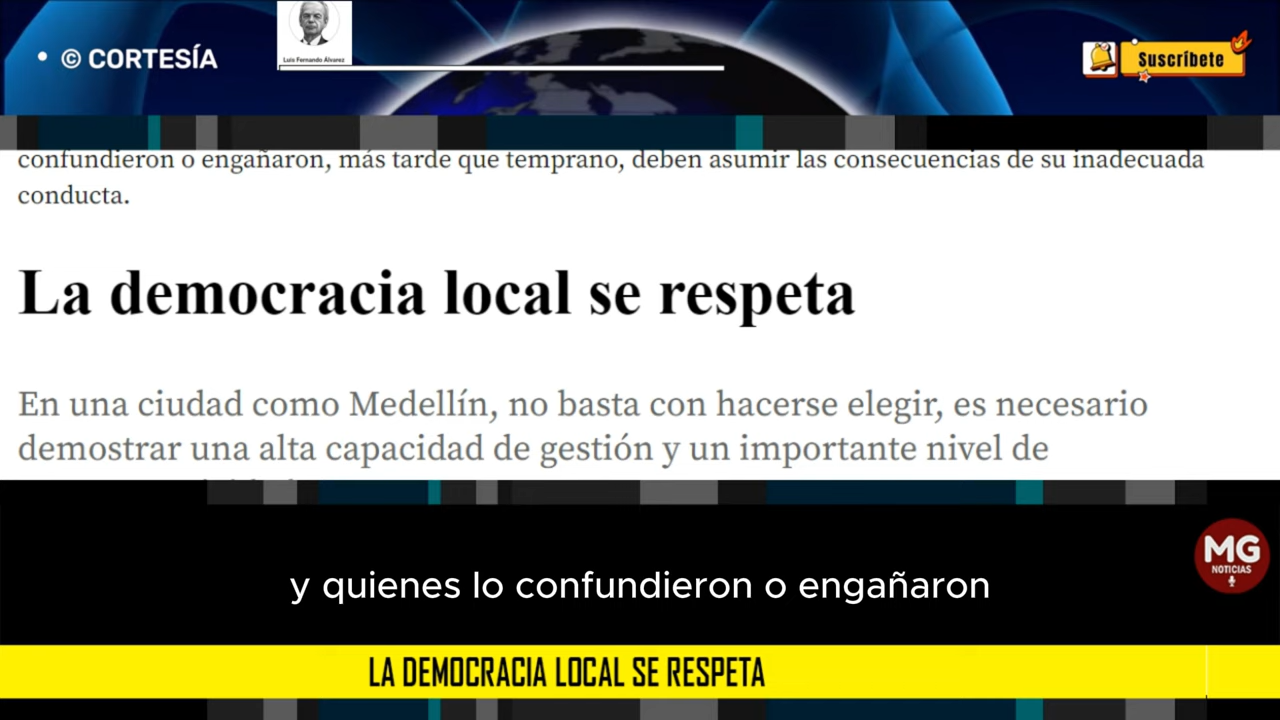 • © CORTESÍA
Luis Fernando Álvarez
Suscríbete
confundieron o engañaron, más tarde que temprano, deben asumir las consecuencias de su inadecuada
conducta.
La democracia local se respeta
En una ciudad como Medellín, no basta con hacerse elegir, es necesario
demostrar una alta capacidad de gestión y un importante nivel de
MG
NOTICIAS
y quienes lo confundieron o engañaron
LA DEMOCRACIA LOCAL SE RESPETA